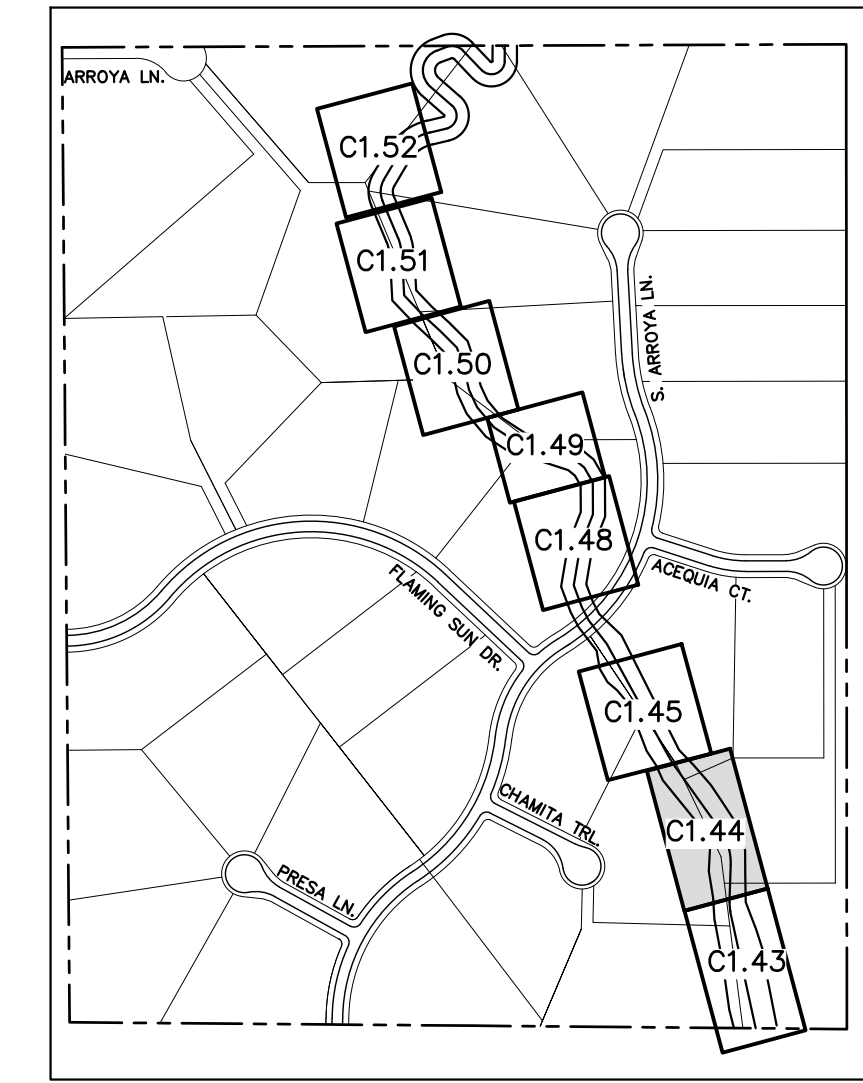 ARROYA LN.
C1.52
C1.51
S. ARROYA LN.
C1.50
C1.49
C1.48
ACEQUIA CT.
FLAMING SUN DR.
C1.45
CHAMITA TRL.
C1.44
PRESA LN.
C1.43